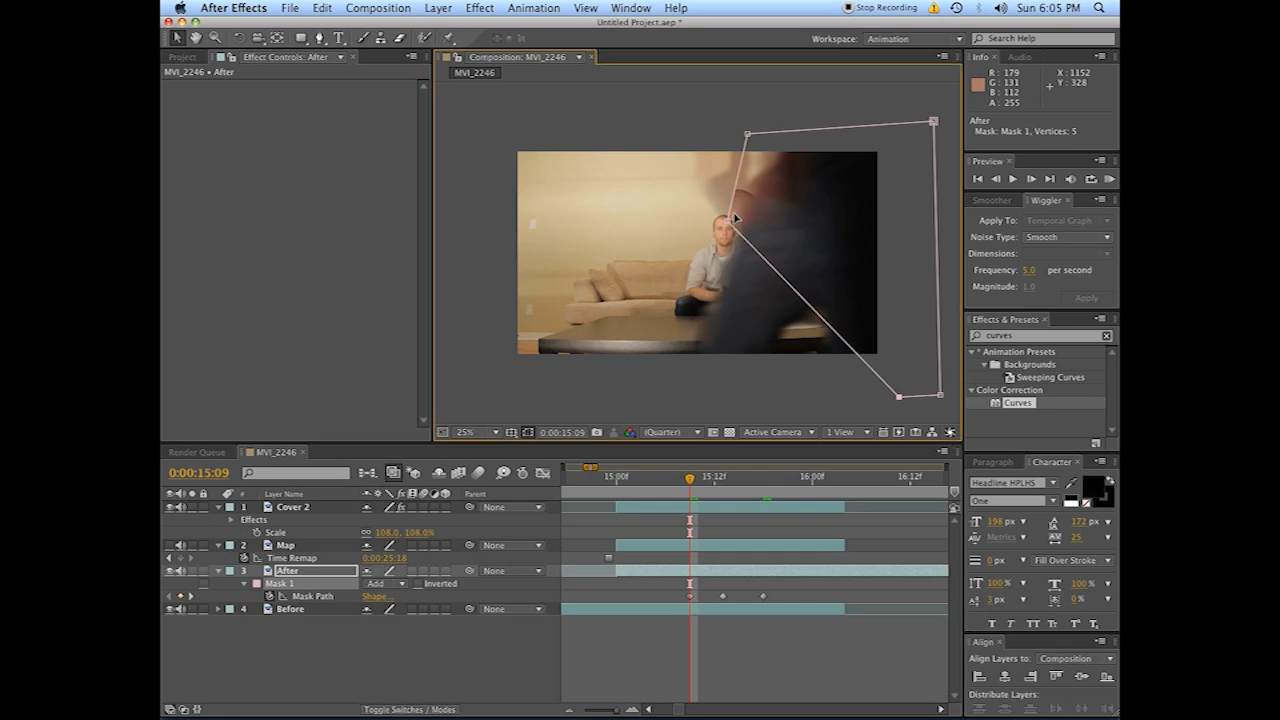 After Effects File Edit Composition Layer Effect Animation View Window Help Stop Recording Sun 6:05 PM
Untitled Project.aep *
Workspace: Animation Search Help
Project Effect Controls: After Composition: MVI_2246 Info Audio
MVI_2246 • After MVI_2246
R: 179 X: 1152
G: 131 Y: 328
B: 112
A: 255
After
Mask: Mask 1, Vertices: 5
Preview
Smoother Wiggler
Apply To: Temporal Graph
Noise Type: Smooth
Dimensions:
Frequency: 5.0 per second
Magnitude: 1.0
Apply
Effects & Presets
curves
* Animation Presets
Backgrounds
Sweeping Curves
Color Correction
Curves
25% 0:00:15:09 (Quarter) Active Camera 1 View
Render Queue MVI_2246
0:00:15:09
15:00f 15:12f 16:00f 16:12f
# Layer Name Parent
1 Cover 2 None
Effects
Scale 108.0, 108.0%
2 Map None
Time Remap 0:00:25:18
3 After None
Mask 1 Add Inverted
Mask Path Shape...
4 Before None
Toggle Switches / Modes
Paragraph Character
Headline HPLHS
One
198 px 172 px
Metrics 25
0 px Fill Over Stroke
100% 100%
3 px 0%
T T TT Tr T¹ T₁
Align
Align Layers to: Composition
Distribute Layers: